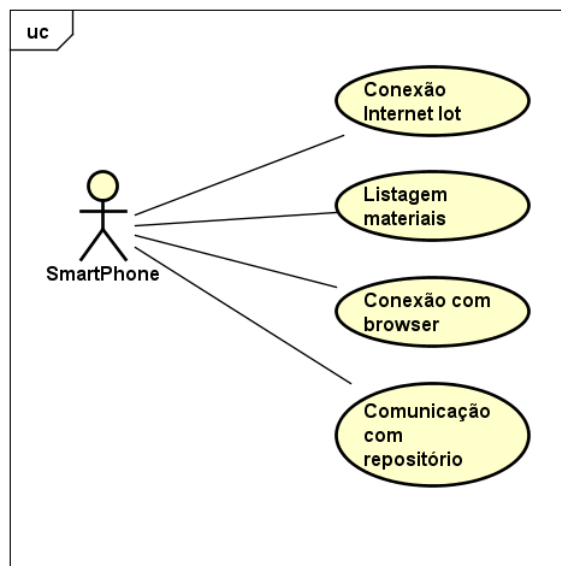 uc
Conexão
Internet Iot
Listagem
materiais
SmartPhone
Conexão com
browser
Comunicação
com
repositório